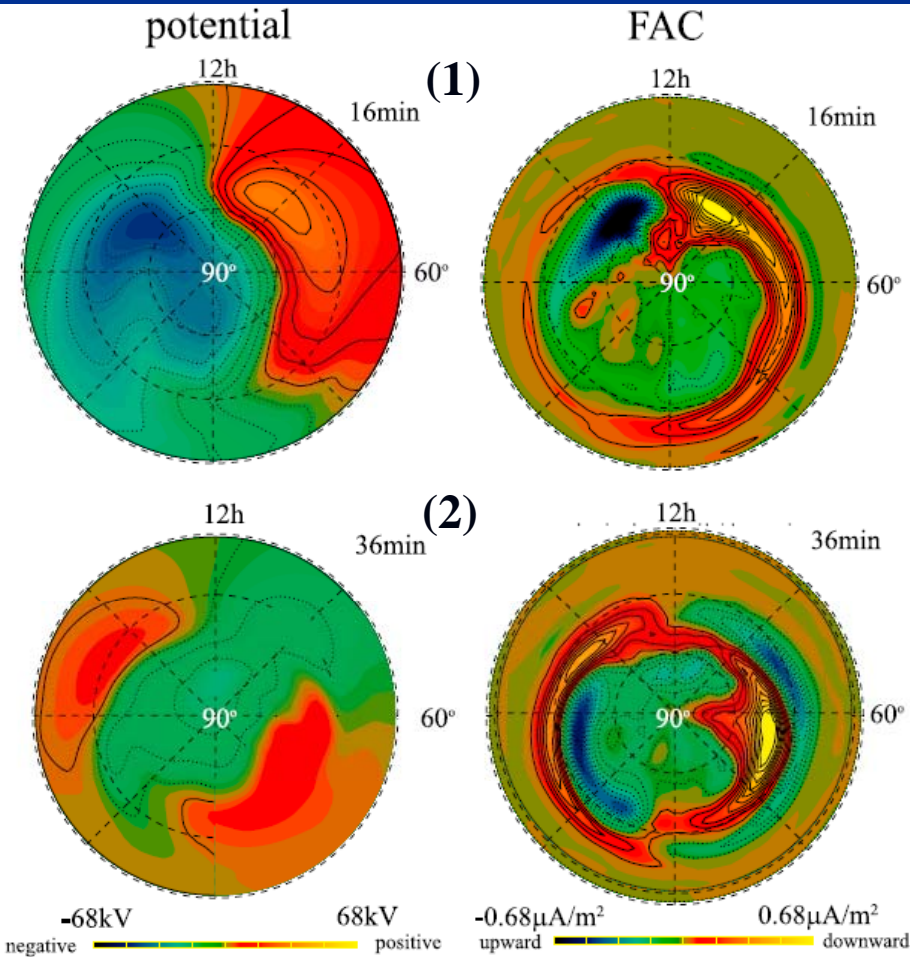 potential
FAC
(1)
12h
16min
90°
60°
12h
16min
90°
60°
(2)
12h
36min
90°
60°
12h
36min
90°
60°
-68kV
68kV
negative
positive
-0.68μA/m²
0.68μA/m²
upward
downward